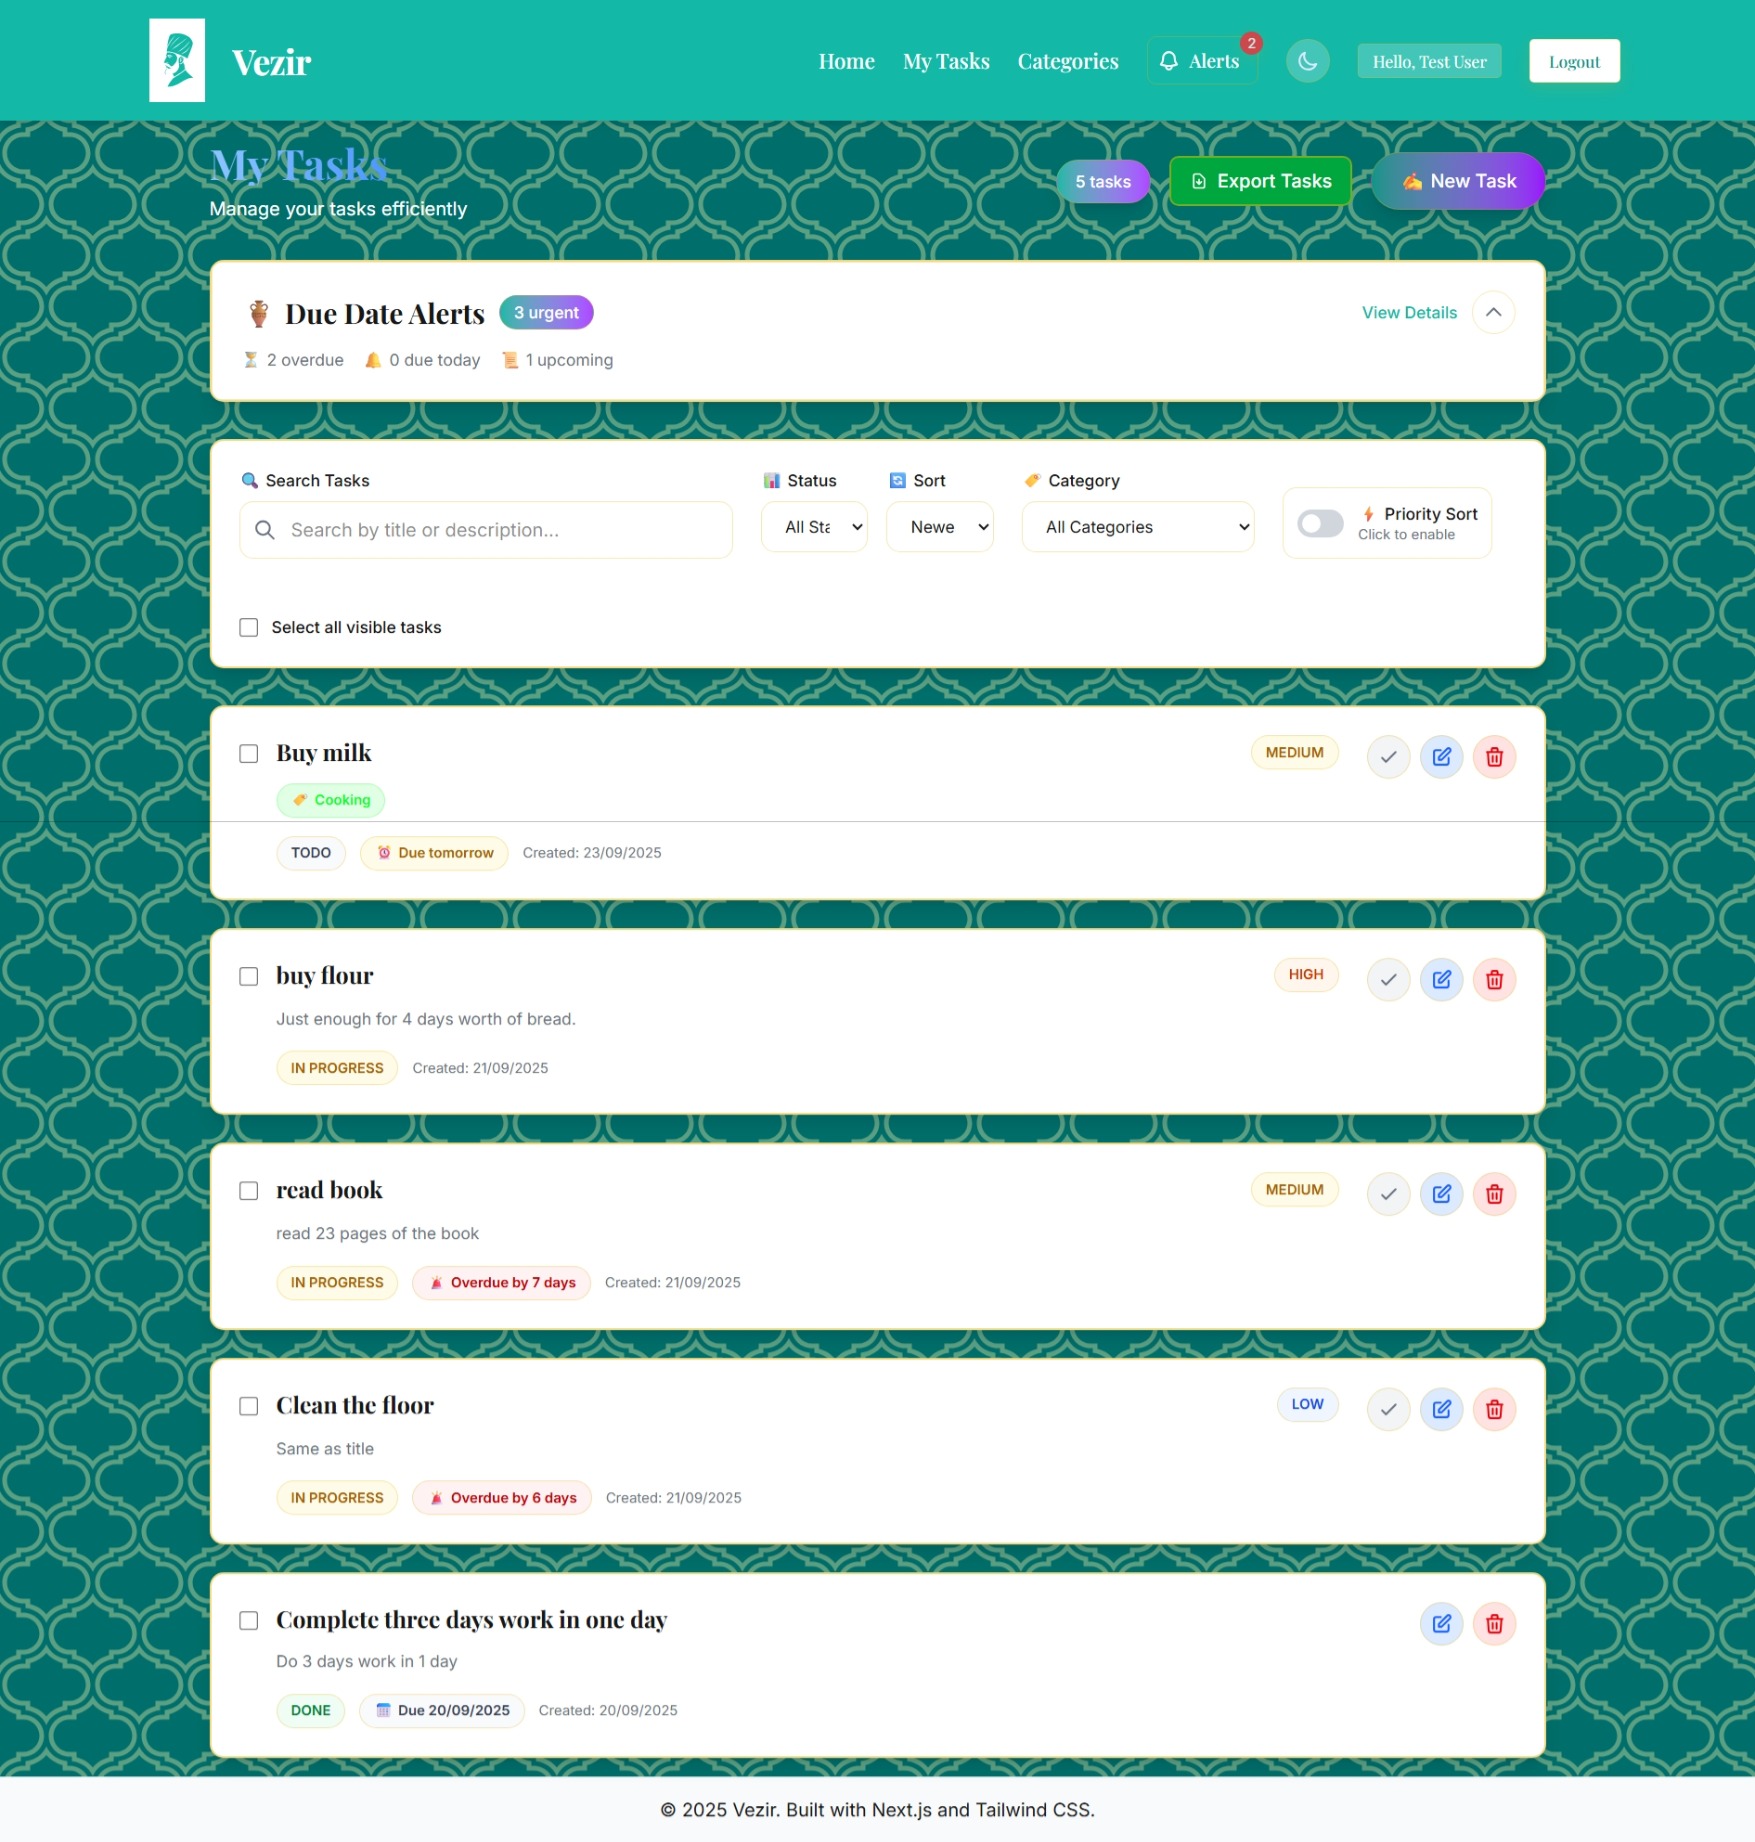 Vezir
Home
My Tasks
Categories
Alerts
2
Hello, Test User
Logout
My Tasks
Manage your tasks efficiently
5 tasks
Export Tasks
New Task
Due Date Alerts
3 urgent
View Details
2 overdue
0 due today
1 upcoming
Search Tasks
Status
Sort
Category
Search by title or description...
All Sta
Newe
All Categories
Priority Sort
Click to enable
Select all visible tasks
Buy milk
MEDIUM
Cooking
TODO
Due tomorrow
Created: 23/09/2025
buy flour
HIGH
Just enough for 4 days worth of bread.
IN PROGRESS
Created: 21/09/2025
read book
MEDIUM
read 23 pages of the book
IN PROGRESS
Overdue by 7 days
Created: 21/09/2025
Clean the floor
LOW
Same as title
IN PROGRESS
Overdue by 6 days
Created: 21/09/2025
Complete three days work in one day
Do 3 days work in 1 day
DONE
Due 20/09/2025
Created: 20/09/2025
© 2025 Vezir. Built with Next.js and Tailwind CSS.